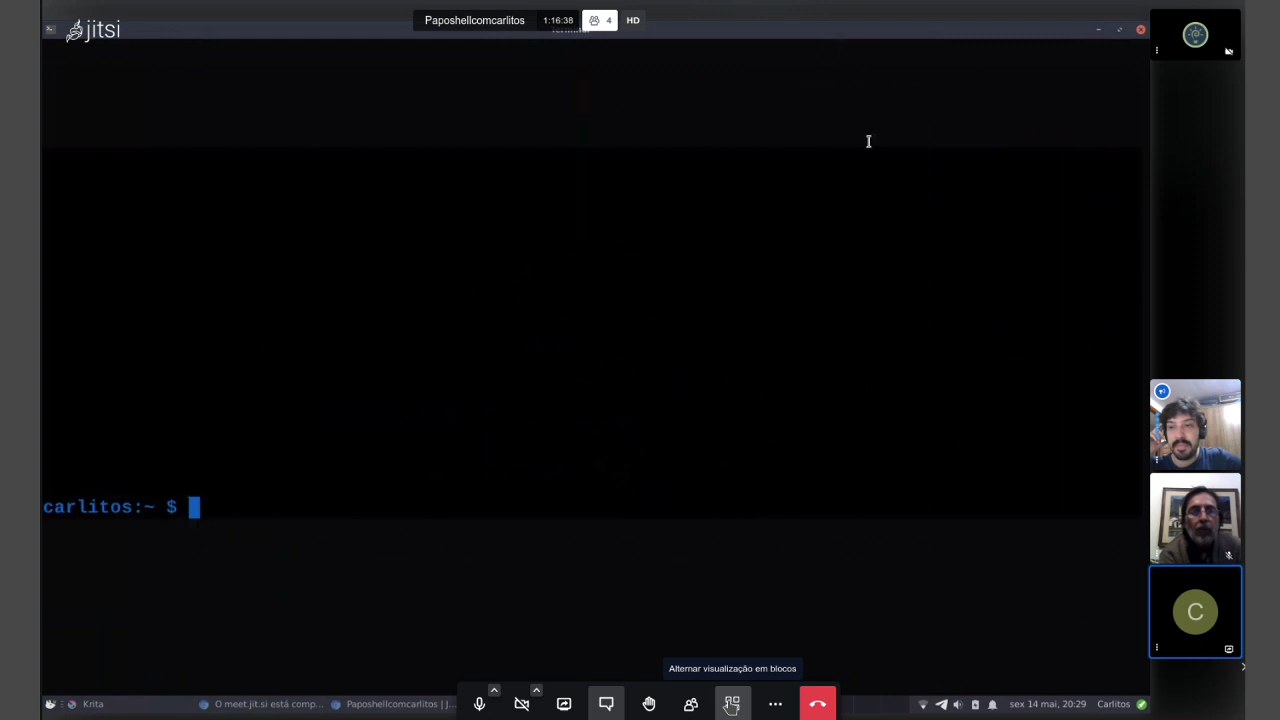 jitsi
Paposhellcomcarlitos 1:16:38 4 HD
carlitos:~ $
C
Alternar visualização em blocos
Krita
O meet.jit.si está comp...
Paposhellcomcarlitos | J...
sex 14 mai, 20:29 Carlitos